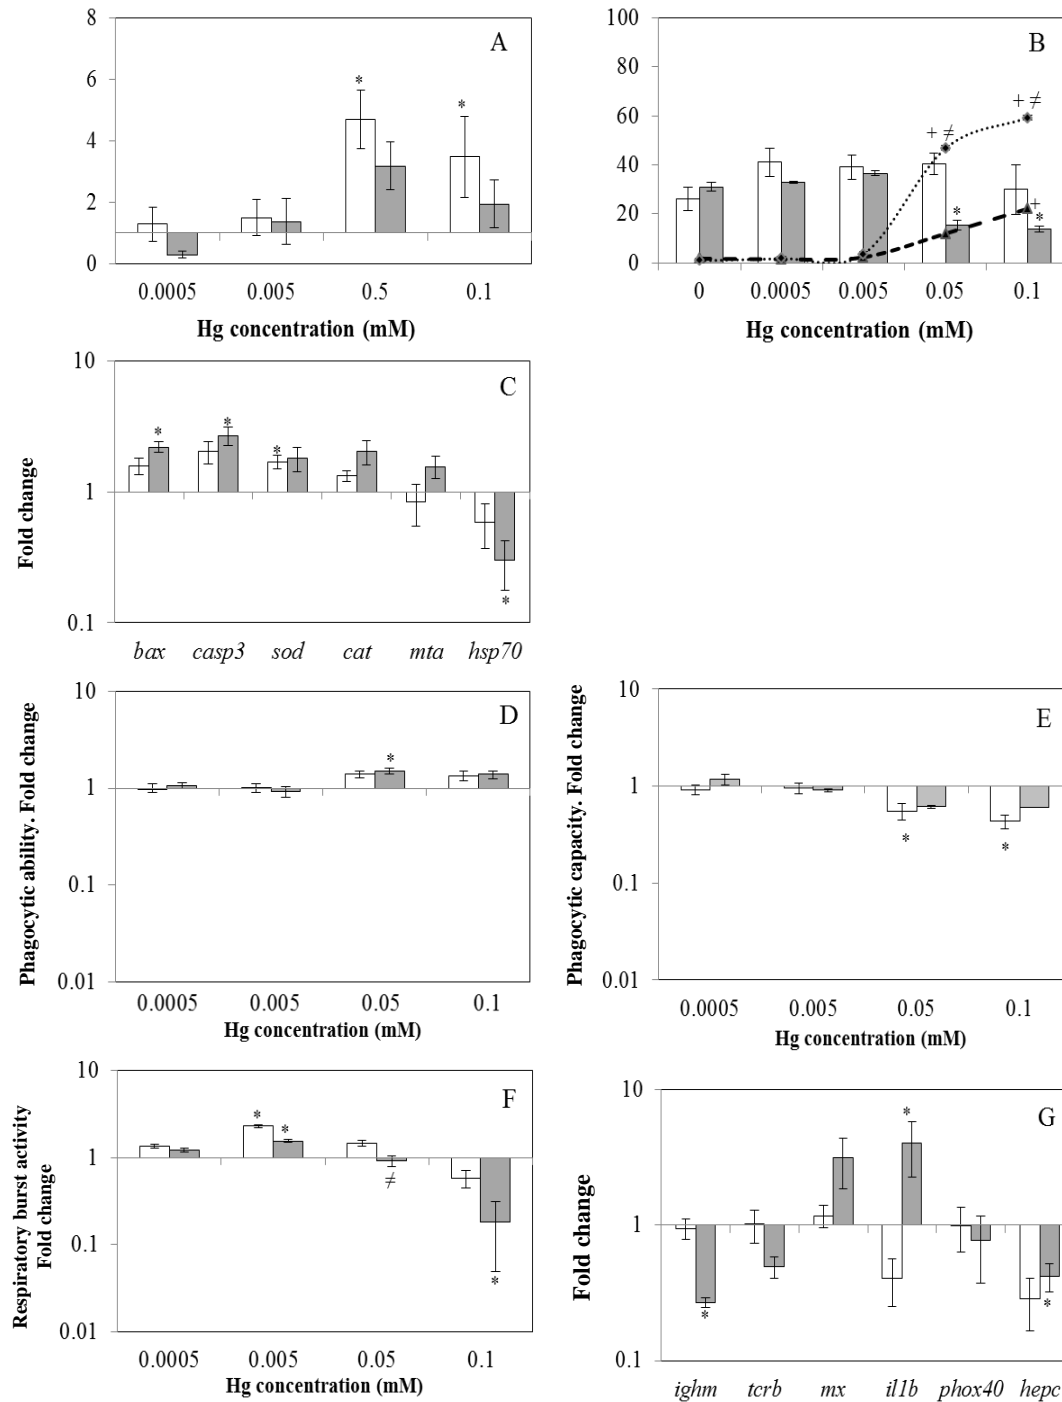 8
6
4
2
0
A
*
*
0.0005 0.005 0.5 0.1
Hg concentration (mM)
100
80
60
40
20
0
B
+ ≠
+ ≠
+
*
*
0 0.0005 0.005 0.05 0.1
Hg concentration (mM)
10
1
0.1
Fold change
C
*
*
*
*
bax casp3 sod cat mta hsp70
10
1
0.1
0.01
Phagocytic ability. Fold change
D
*
0.0005 0.005 0.05 0.1
Hg concentration (mM)
10
1
0.1
0.01
Phagocytic capacity. Fold change
E
*
*
0.0005 0.005 0.05 0.1
Hg concentration (mM)
10
1
0.1
0.01
Respiratory burst activity
Fold change
F
*
*
≠
*
0.0005 0.005 0.05 0.1
Hg concentration (mM)
10
1
0.1
Fold change
G
*
*
*
ighm tcrb mx il1b phox40 hepc